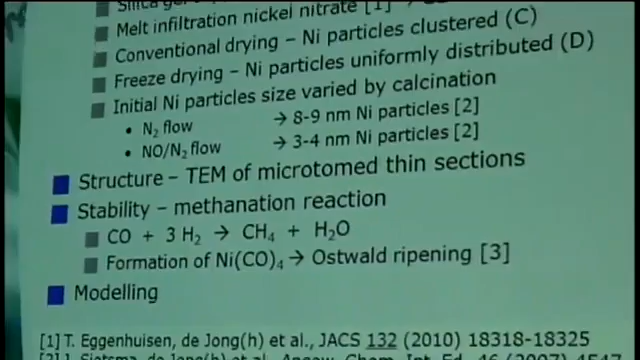 Melt infiltration nickel nitrate [1]
Conventional drying – Ni particles clustered (C)
Freeze drying – Ni particles uniformly distributed (D)
Initial Ni particles size varied by calcination
• N₂ flow → 8-9 nm Ni particles [2]
• NO/N₂ flow → 3-4 nm Ni particles [2]
Structure – TEM of microtomed thin sections
Stability – methanation reaction
CO + 3 H₂ → CH₄ + H₂O
Formation of Ni(CO)₄ → Ostwald ripening [3]
Modelling
[1] T. Eggenhuisen, de Jong(h) et al., JACS 132 (2010) 18318-18325